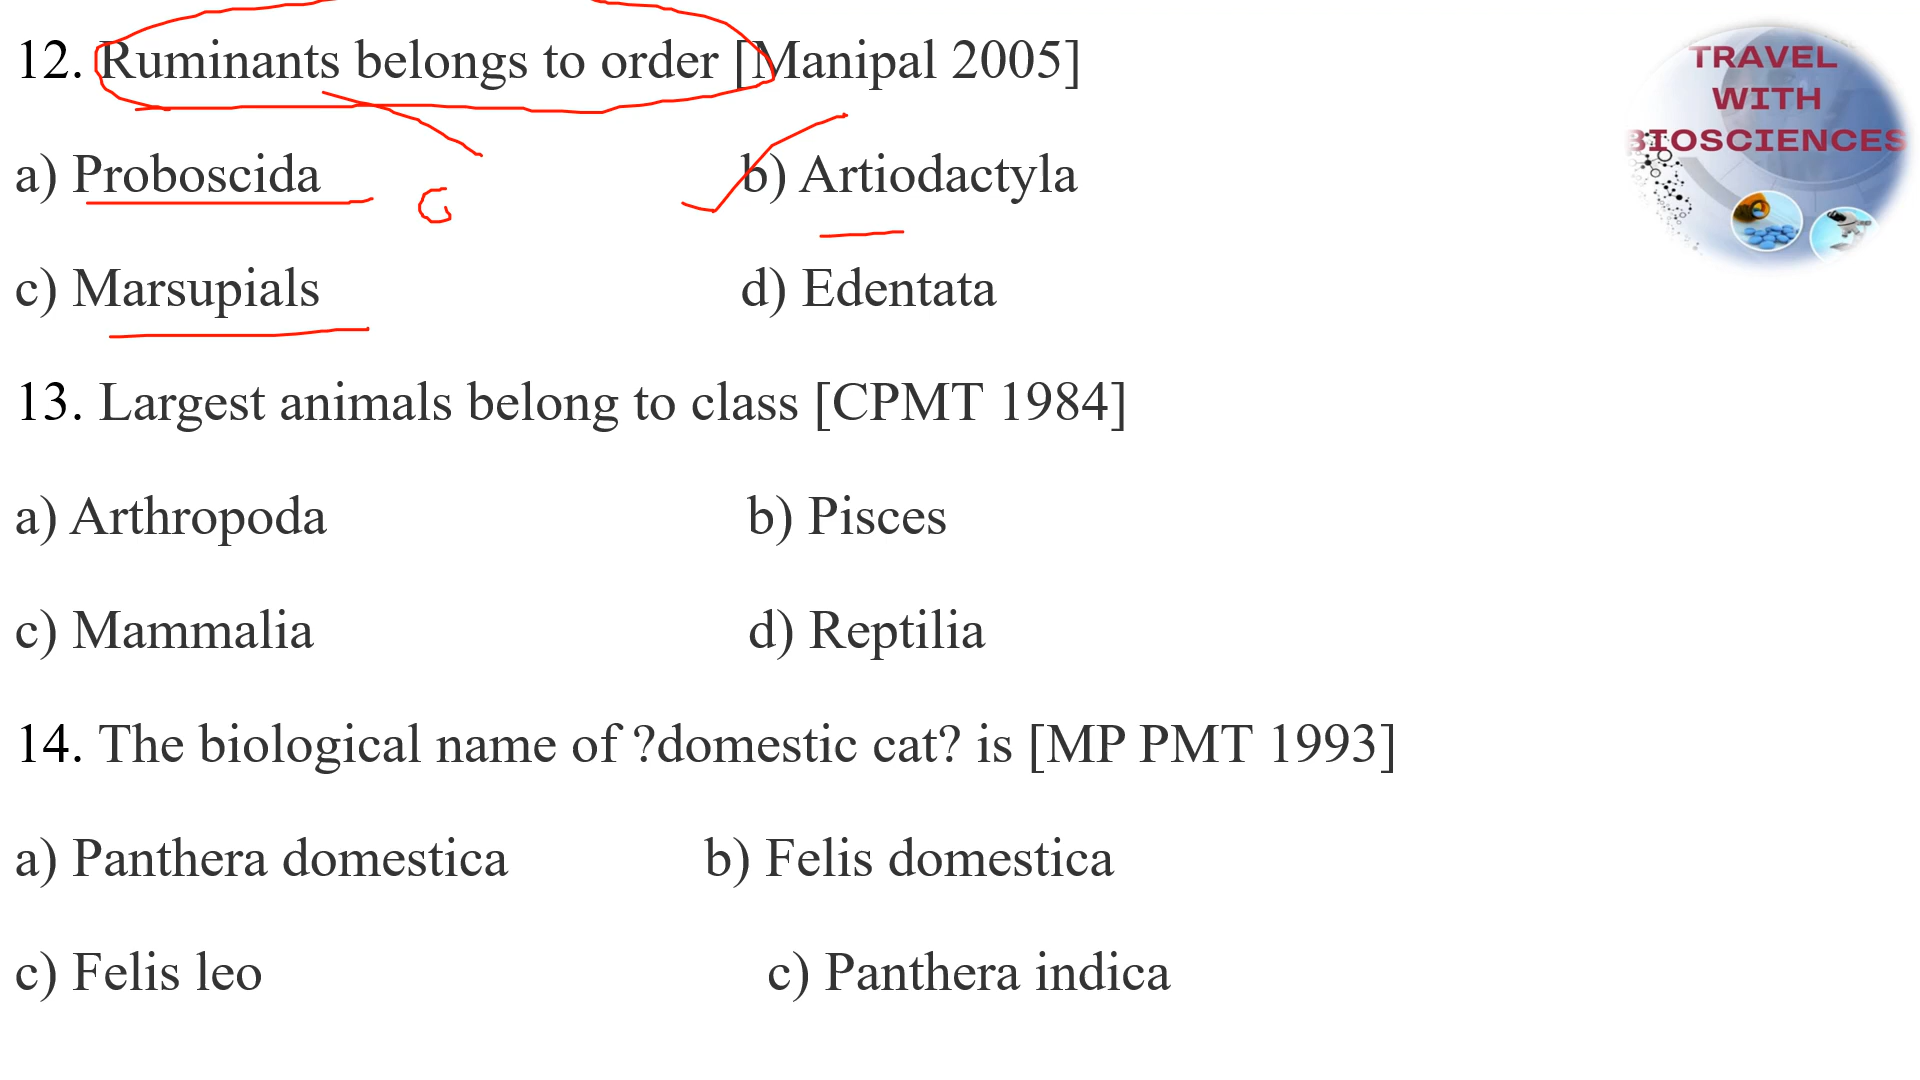 12. Ruminants belongs to order [Manipal 2005]
a) Proboscida b) Artiodactyla
c) Marsupials d) Edentata
13. Largest animals belong to class [CPMT 1984]
a) Arthropoda b) Pisces
c) Mammalia d) Reptilia
14. The biological name of ?domestic cat? is [MP PMT 1993]
a) Panthera domestica b) Felis domestica
c) Felis leo c) Panthera indica
TRAVEL
WITH
BIOSCIENCES